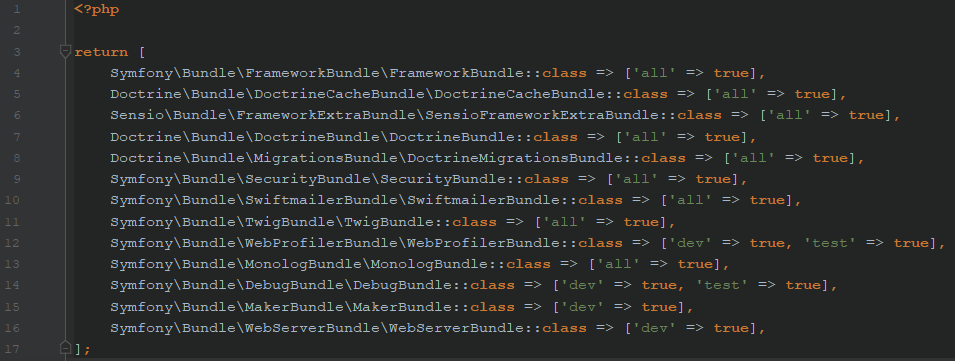 1 <?php
2
3 return [
4     Symfony\Bundle\FrameworkBundle\FrameworkBundle::class => ['all' => true],
5     Doctrine\Bundle\DoctrineCacheBundle\DoctrineCacheBundle::class => ['all' => true],
6     Sensio\Bundle\FrameworkExtraBundle\SensioFrameworkExtraBundle::class => ['all' => true],
7     Doctrine\Bundle\DoctrineBundle\DoctrineBundle::class => ['all' => true],
8     Doctrine\Bundle\MigrationsBundle\DoctrineMigrationsBundle::class => ['all' => true],
9     Symfony\Bundle\SecurityBundle\SecurityBundle::class => ['all' => true],
10     Symfony\Bundle\SwiftmailerBundle\SwiftmailerBundle::class => ['all' => true],
11     Symfony\Bundle\TwigBundle\TwigBundle::class => ['all' => true],
12     Symfony\Bundle\WebProfilerBundle\WebProfilerBundle::class => ['dev' => true, 'test' => true],
13     Symfony\Bundle\MonologBundle\MonologBundle::class => ['all' => true],
14     Symfony\Bundle\DebugBundle\DebugBundle::class => ['dev' => true, 'test' => true],
15     Symfony\Bundle\MakerBundle\MakerBundle::class => ['dev' => true],
16     Symfony\Bundle\WebServerBundle\WebServerBundle::class => ['dev' => true],
17 ];